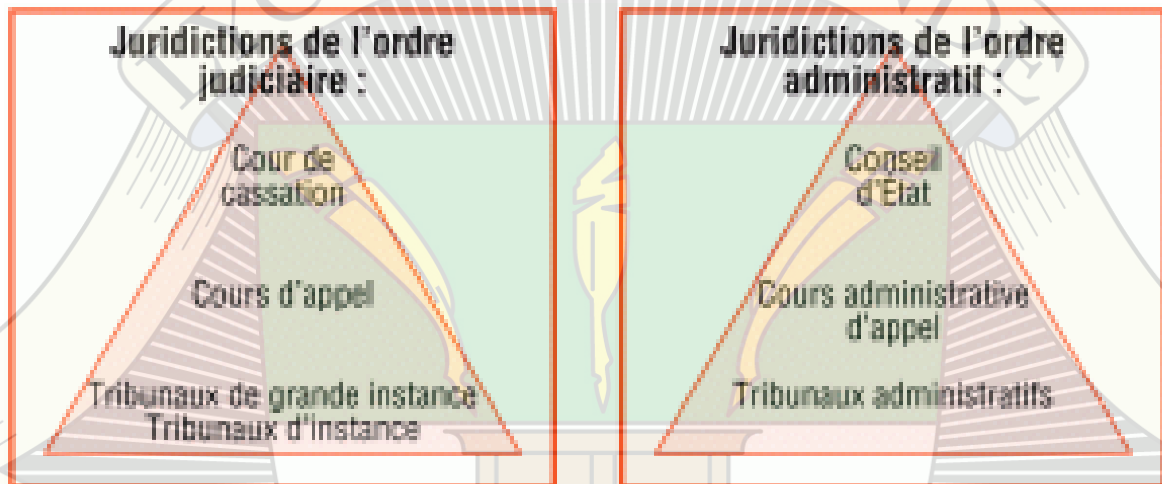 Juridictions de l'ordre
judiciaire :
Cour de
cassation
Cours d'appel
Tribunaux de grande instance
Tribunaux d'instance
Juridictions de l'ordre
administratif :
Conseil
d'Etat
Cours administrative
d'appel
Tribunaux administratifs